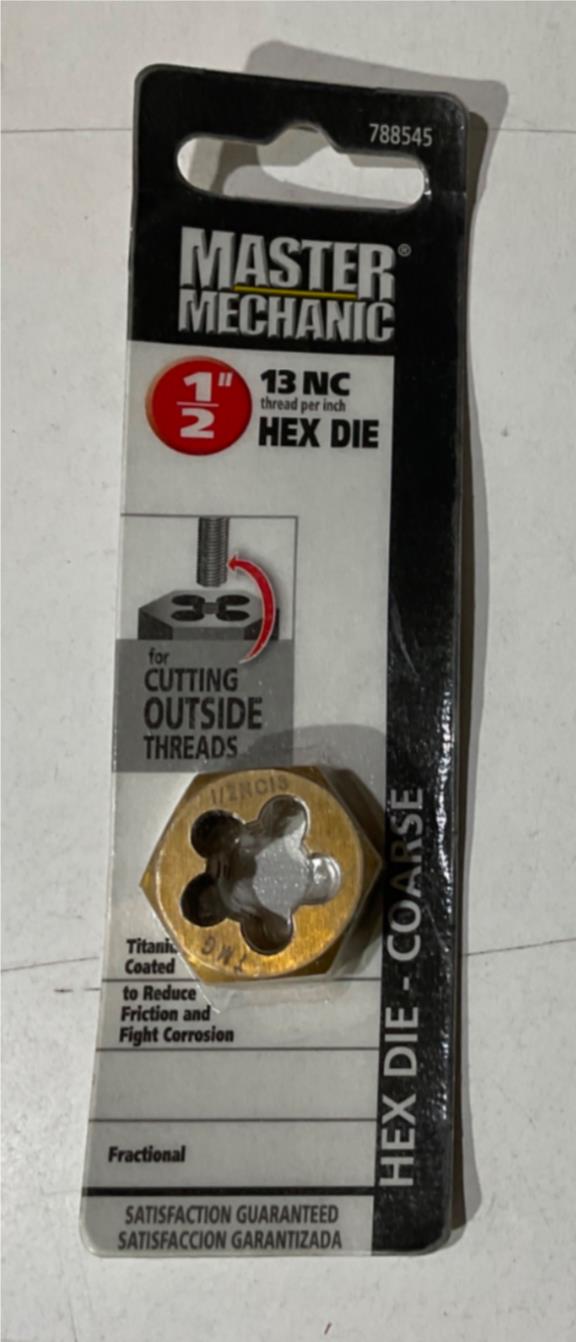 788545
MASTER®
MECHANIC
1"
2
13 NC
thread per inch
HEX DIE
for
CUTTING
OUTSIDE
THREADS
1/2NC13
TMG
Coated
to Reduce
Friction and
Fight Corrosion
HEX DIE - COARSE
Fractional
SATISFACTION GUARANTEED
SATISFACCION GARANTIZADA